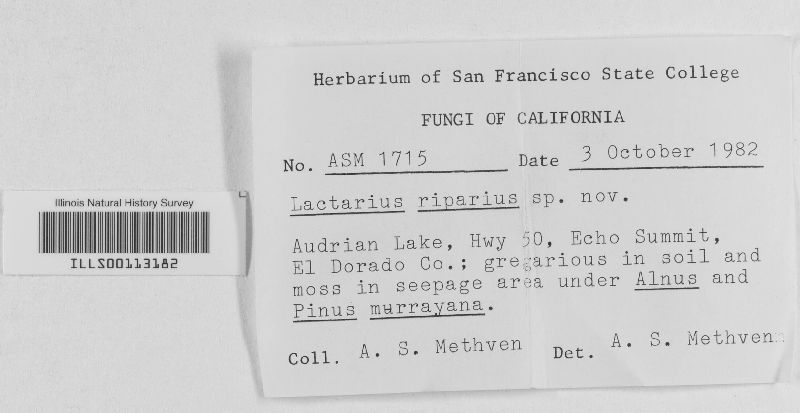 Illinois Natural History Survey
ILLS00113182
Herbarium of San Francisco State College
FUNGI OF CALIFORNIA
No. ASM 1715 Date 3 October 1982
Lactarius riparius sp. nov.
Audrian Lake, Hwy 50, Echo Summit,
El Dorado Co.; gregarious in soil and
moss in seepage area under Alnus and
Pinus murrayana.
Coll. A. S. Methven Det. A. S. Methven